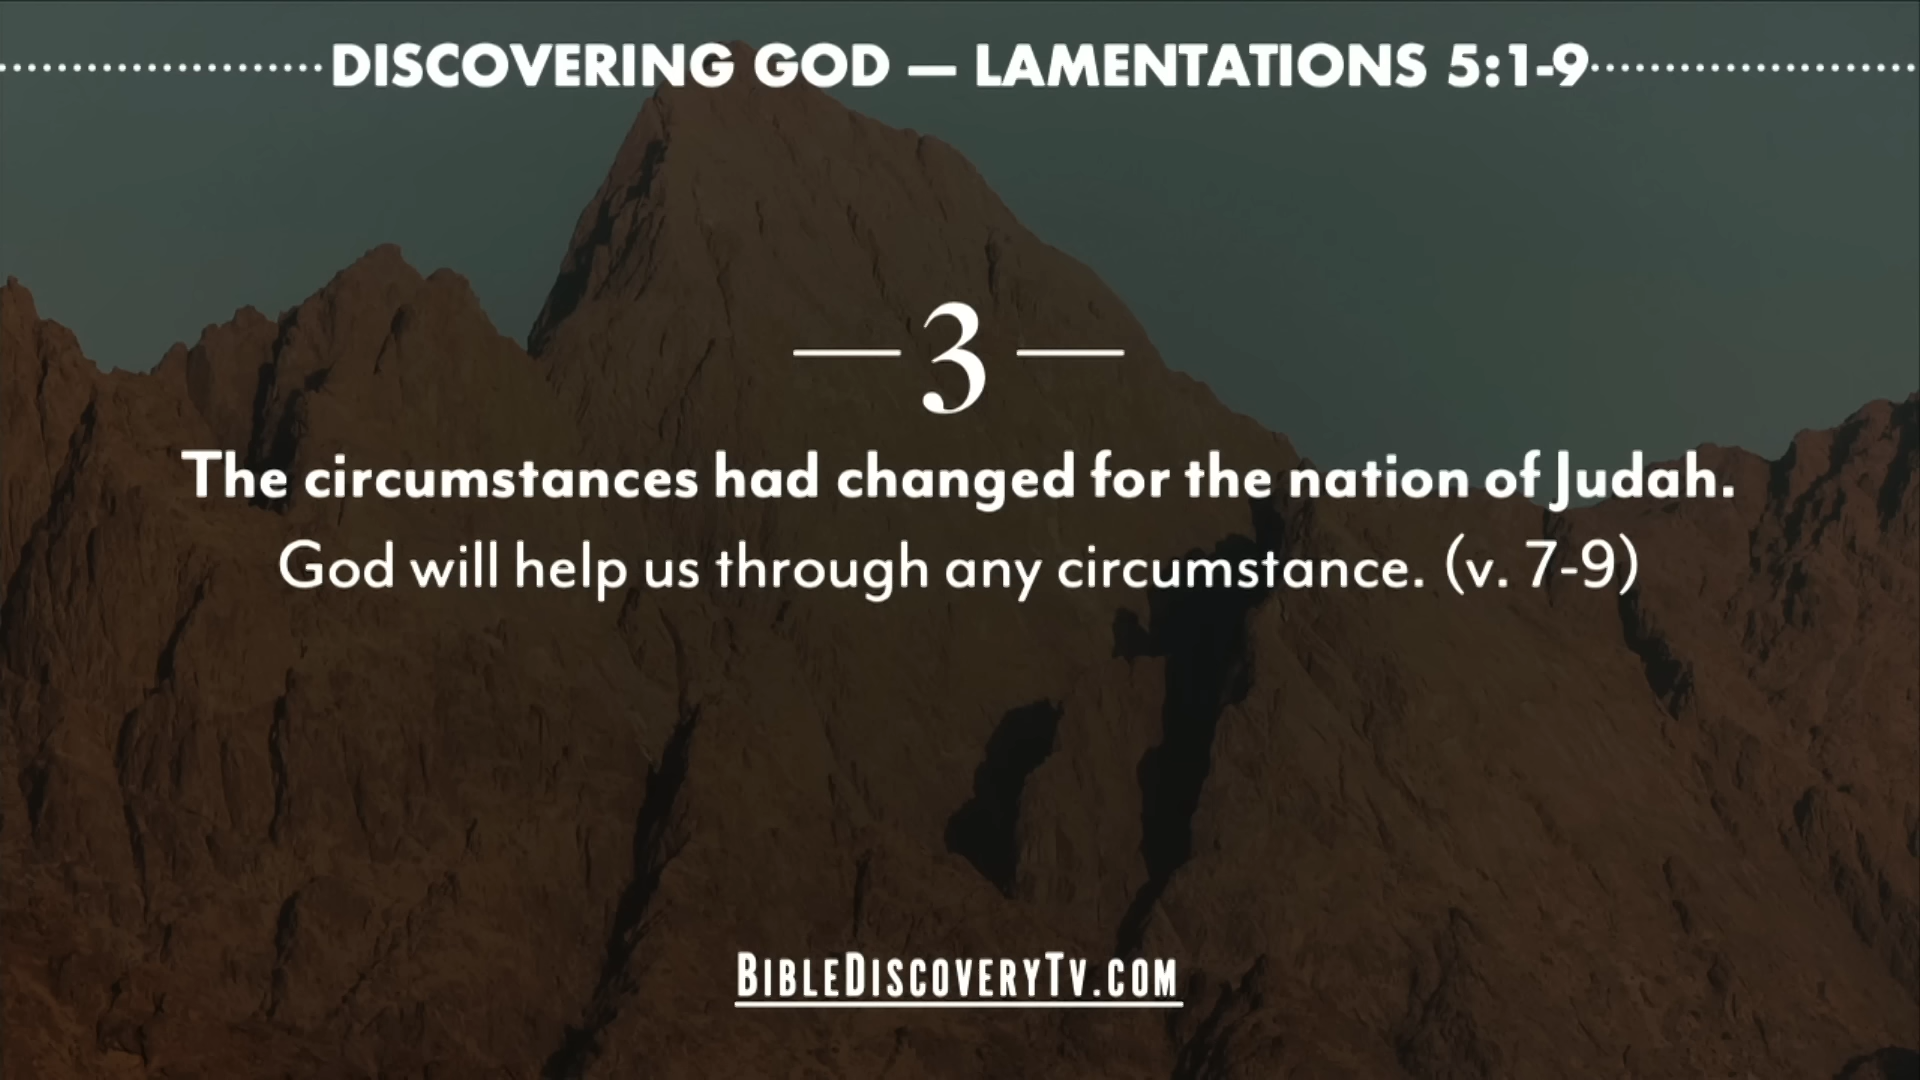 DISCOVERING GOD — LAMENTATIONS 5:1-9
3
The circumstances had changed for the nation of Judah.
God will help us through any circumstance. (v. 7-9)
BIBLEDISCOVERYTV.COM